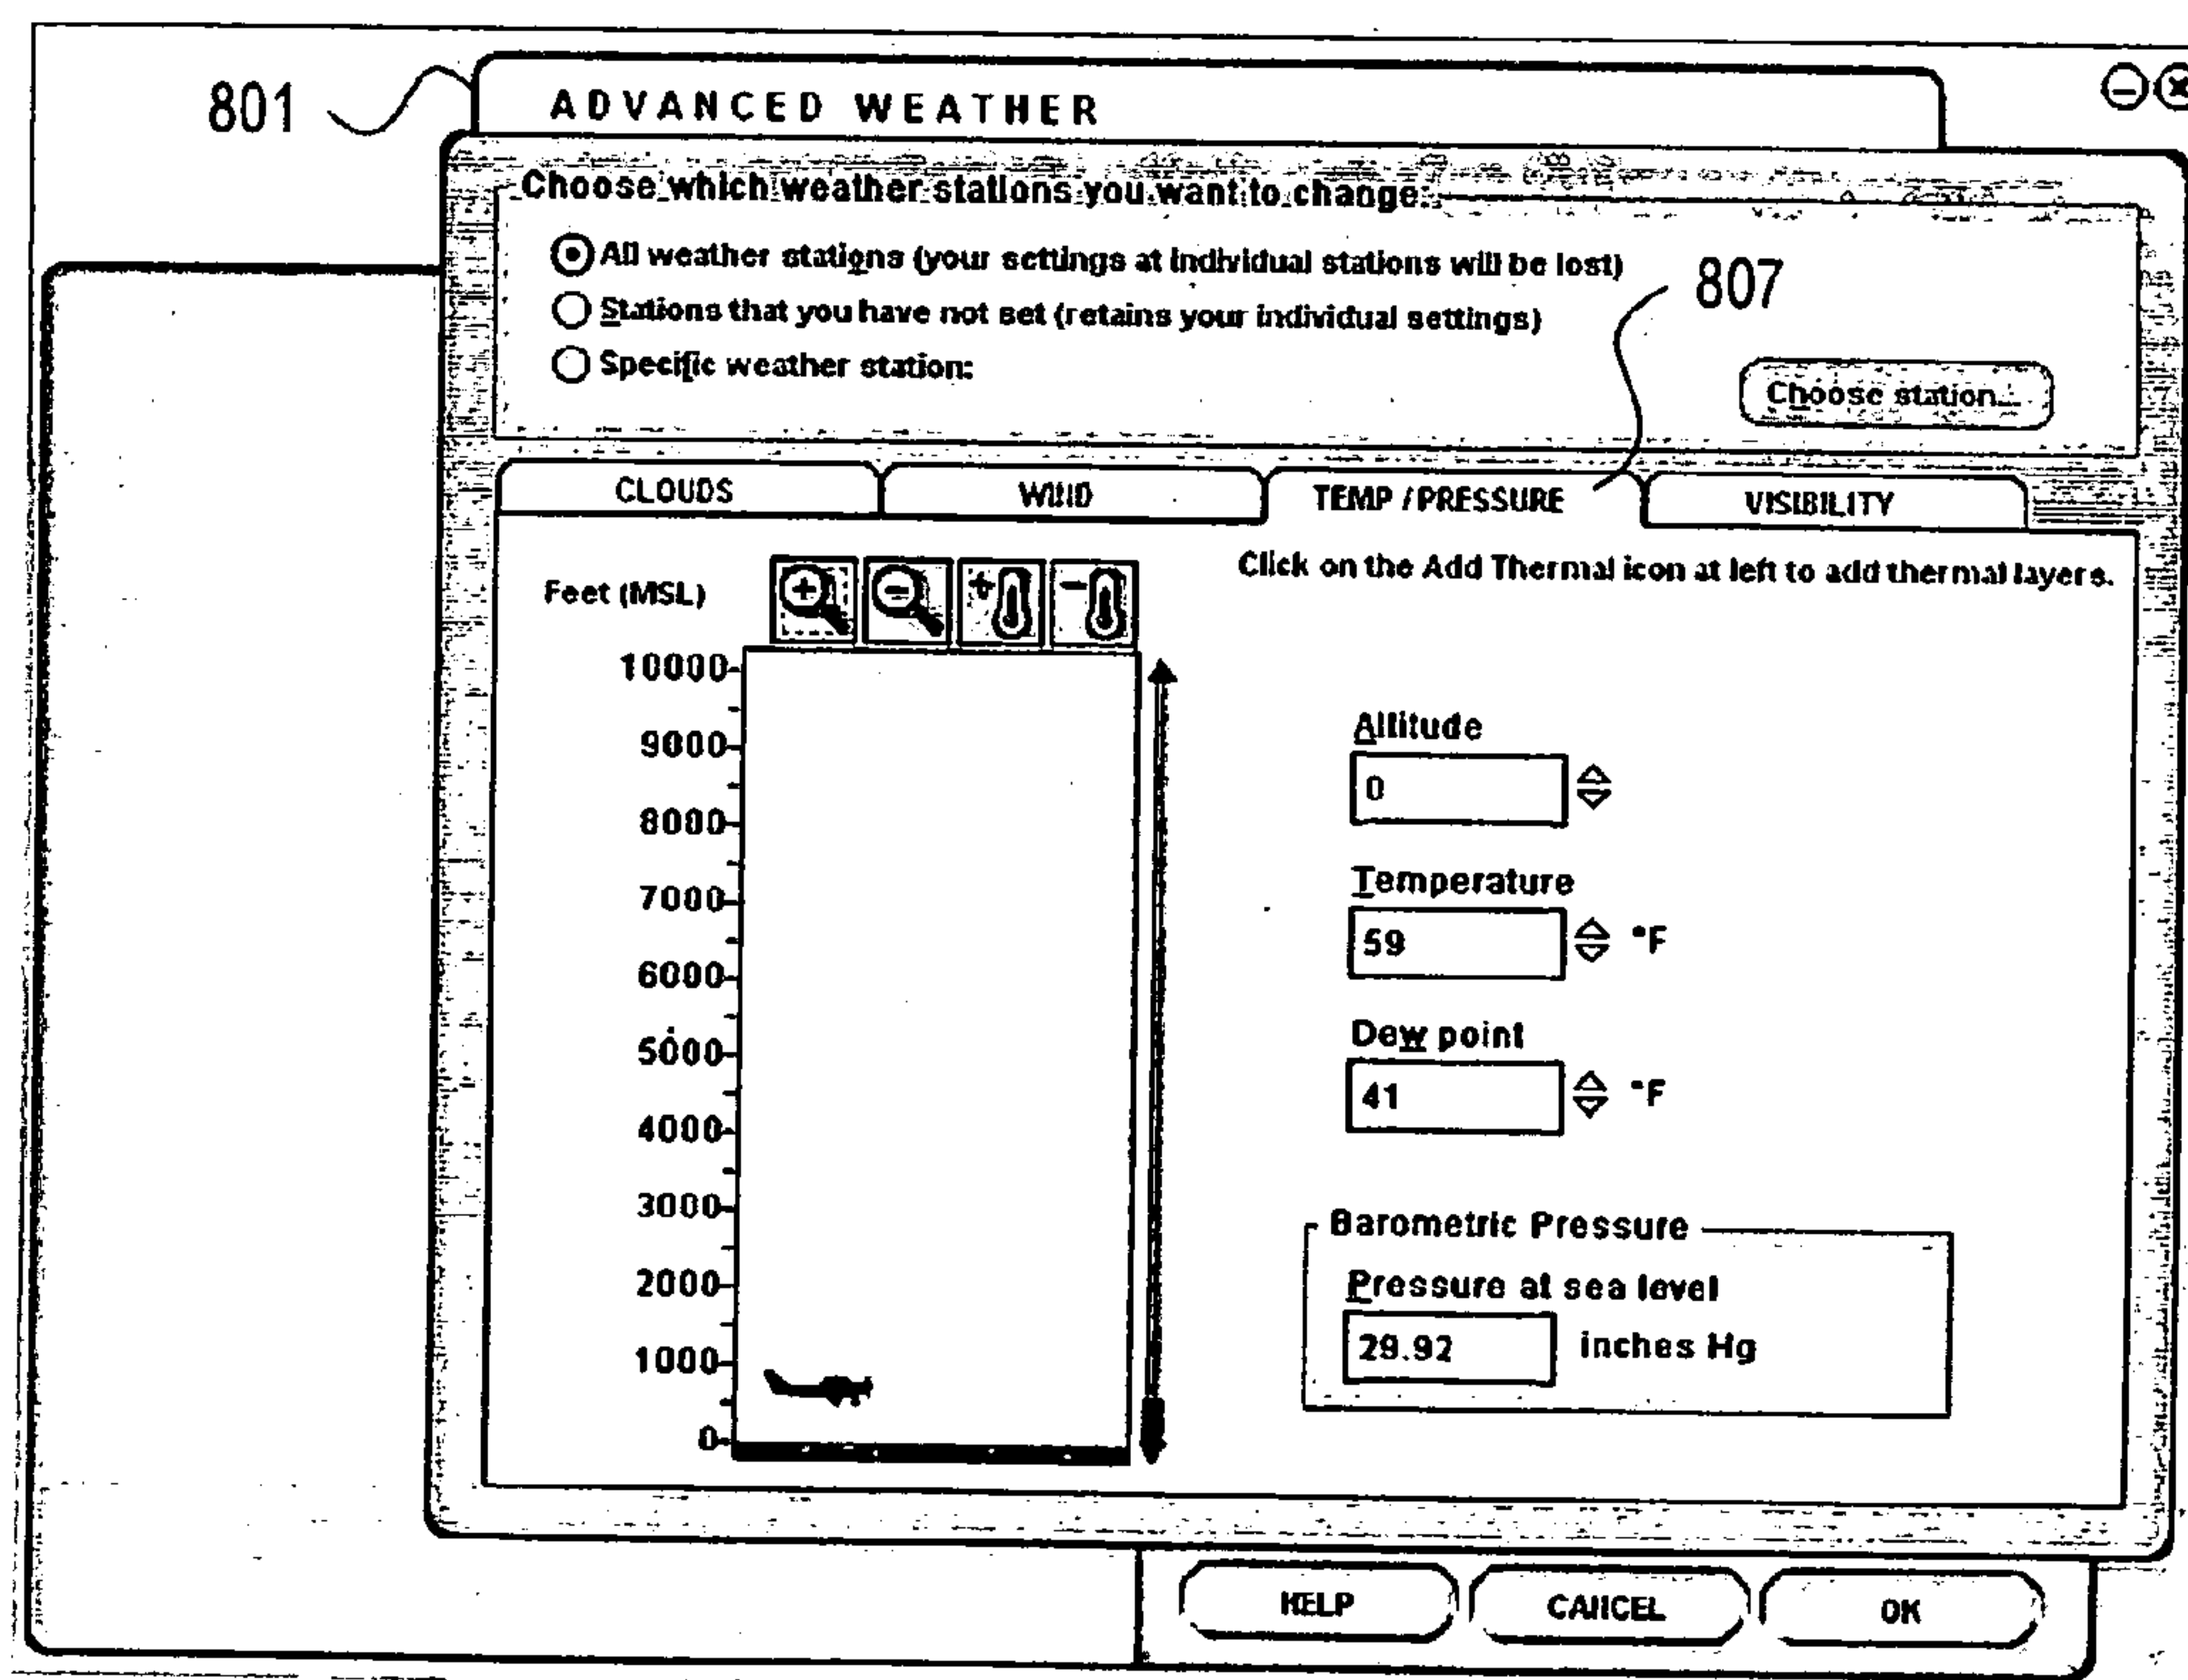 801
ADVANCED WEATHER
Choose which weather stations you want to change:
All weather stations (your settings at individual stations will be lost)
807
Stations that you have not set (retains your individual settings)
Specific weather station:
Choose station...
CLOUDS WIND TEMP / PRESSURE VISIBILITY
Click on the Add Thermal icon at left to add thermal layers.
Feet (MSL)
10000
9000
8000
7000
6000
5000
4000
3000
2000
1000
0
Altitude
0
Temperature
59 °F
Dew point
41 °F
Barometric Pressure
Pressure at sea level
29.92 inches Hg
HELP CANCEL OK